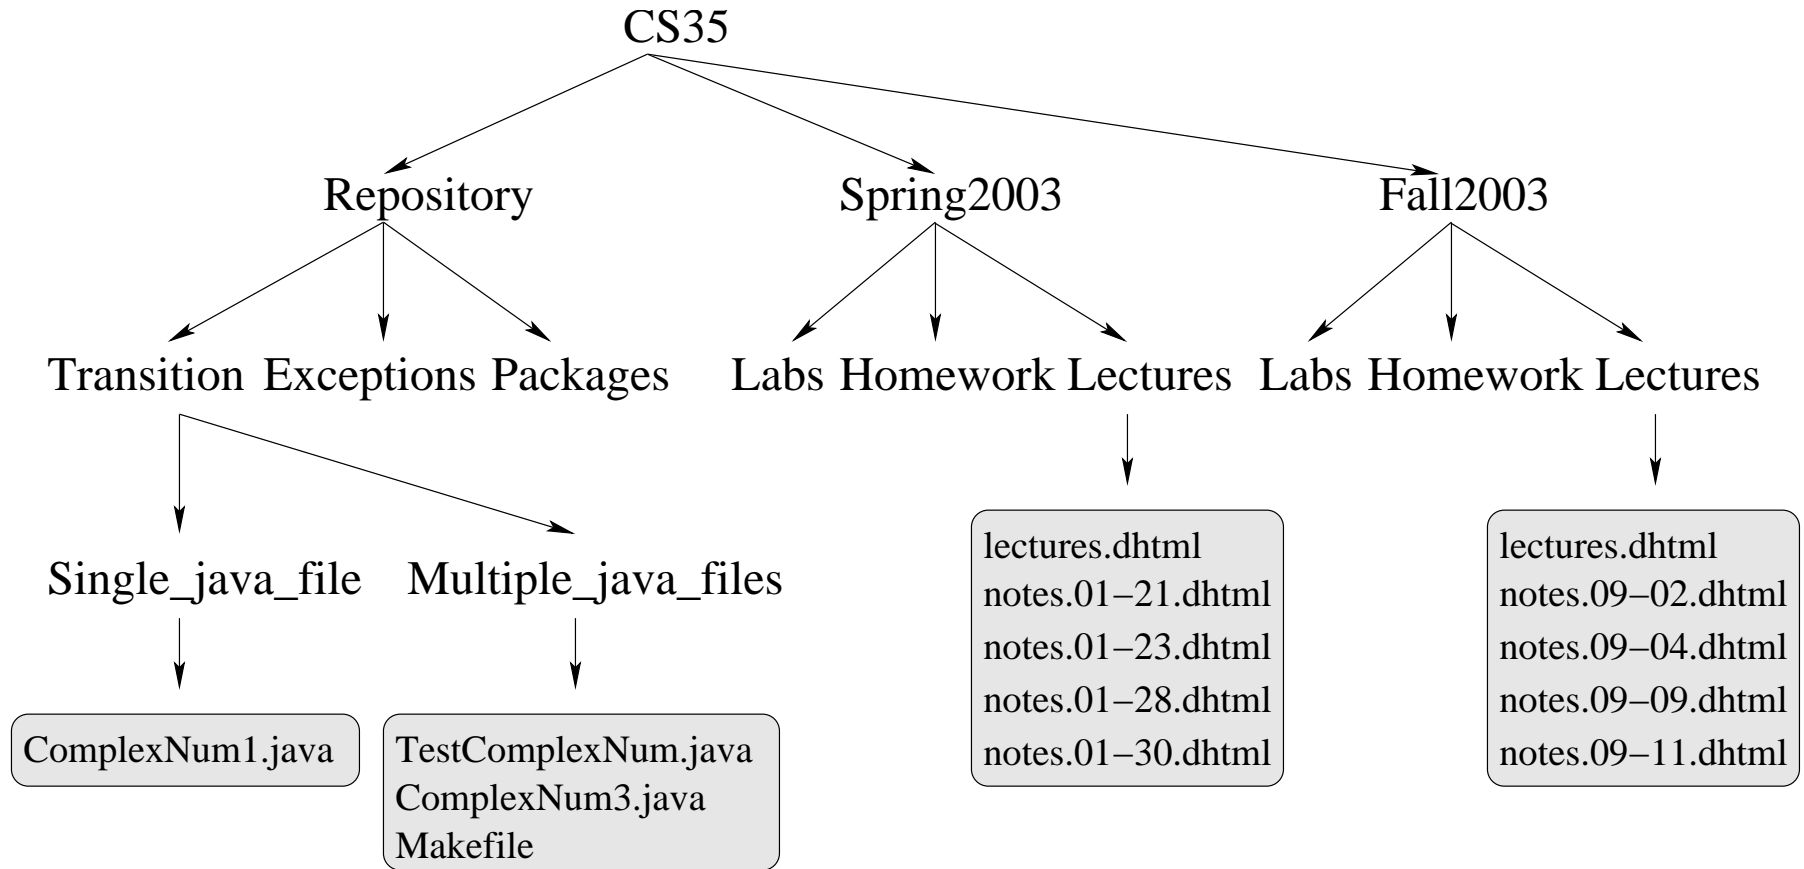 CS35
Repository Spring2003 Fall2003
Transition Exceptions Packages Labs Homework Lectures Labs Homework Lectures
Single_java_file Multiple_java_files
ComplexNum1.java
TestComplexNum.java
ComplexNum3.java
Makefile
lectures.dhtml
notes.01−21.dhtml
notes.01−23.dhtml
notes.01−28.dhtml
notes.01−30.dhtml
lectures.dhtml
notes.09−02.dhtml
notes.09−04.dhtml
notes.09−09.dhtml
notes.09−11.dhtml